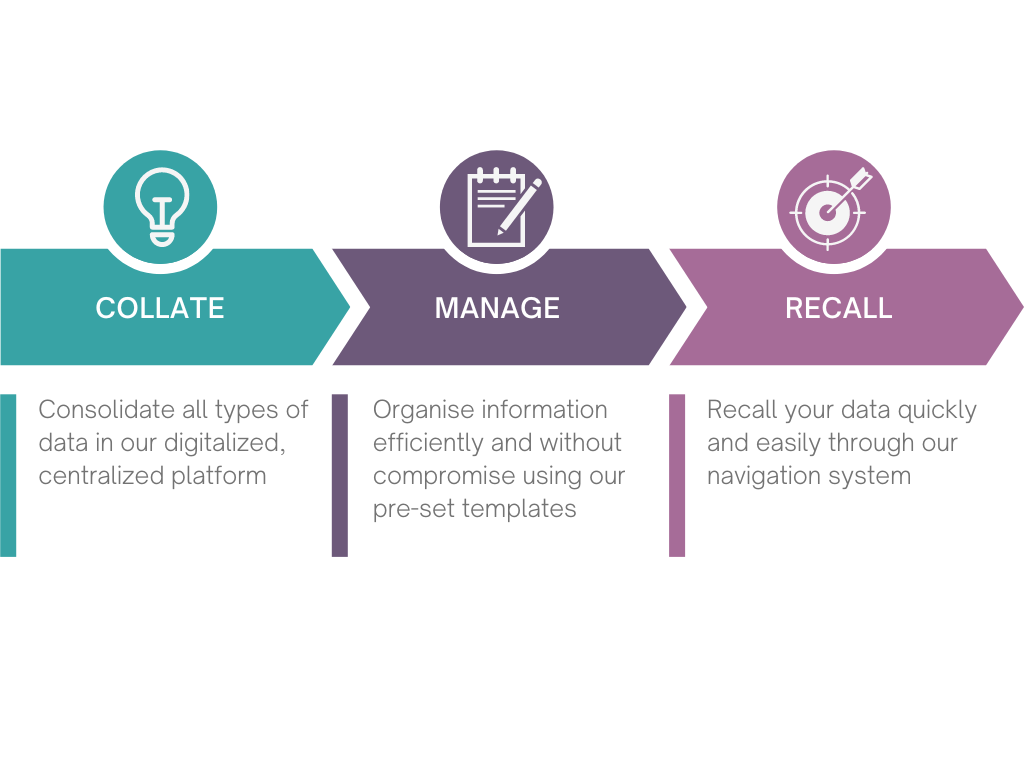 COLLATE
Consolidate all types of
data in our digitalized,
centralized platform
MANAGE
Organise information
efficiently and without
compromise using our
pre-set templates
RECALL
Recall your data quickly
and easily through our
navigation system